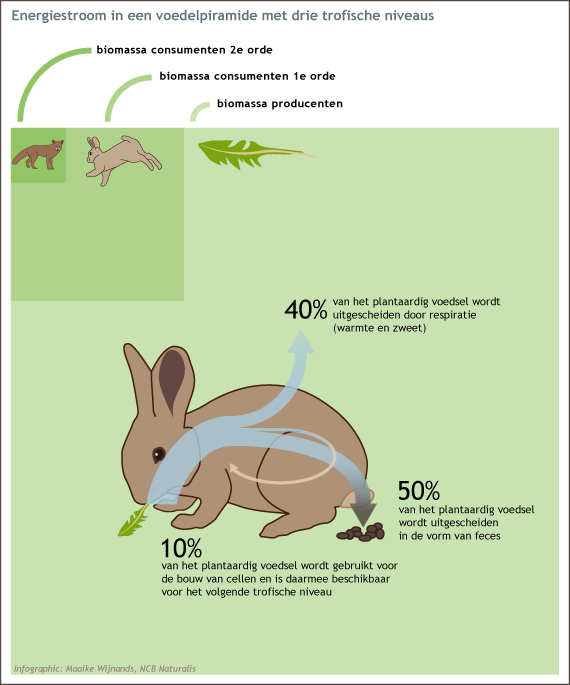 Energiestroom in een voedelpiramide met drie trofische niveaus
biomassa consumenten 2e orde
biomassa consumenten 1e orde
biomassa producenten
40%
van het plantaardig voedsel wordt
uitgescheiden door respiratie
(warmte en zweet)
50%
van het plantaardig voedsel
wordt uitgescheiden
in de vorm van feces
10%
van het plantaardig voedsel wordt gebruikt voor
de bouw van cellen en is daarmee beschikbaar
voor het volgende trofische niveau
Infographic: Maaike Wijnands, NCB Naturalis